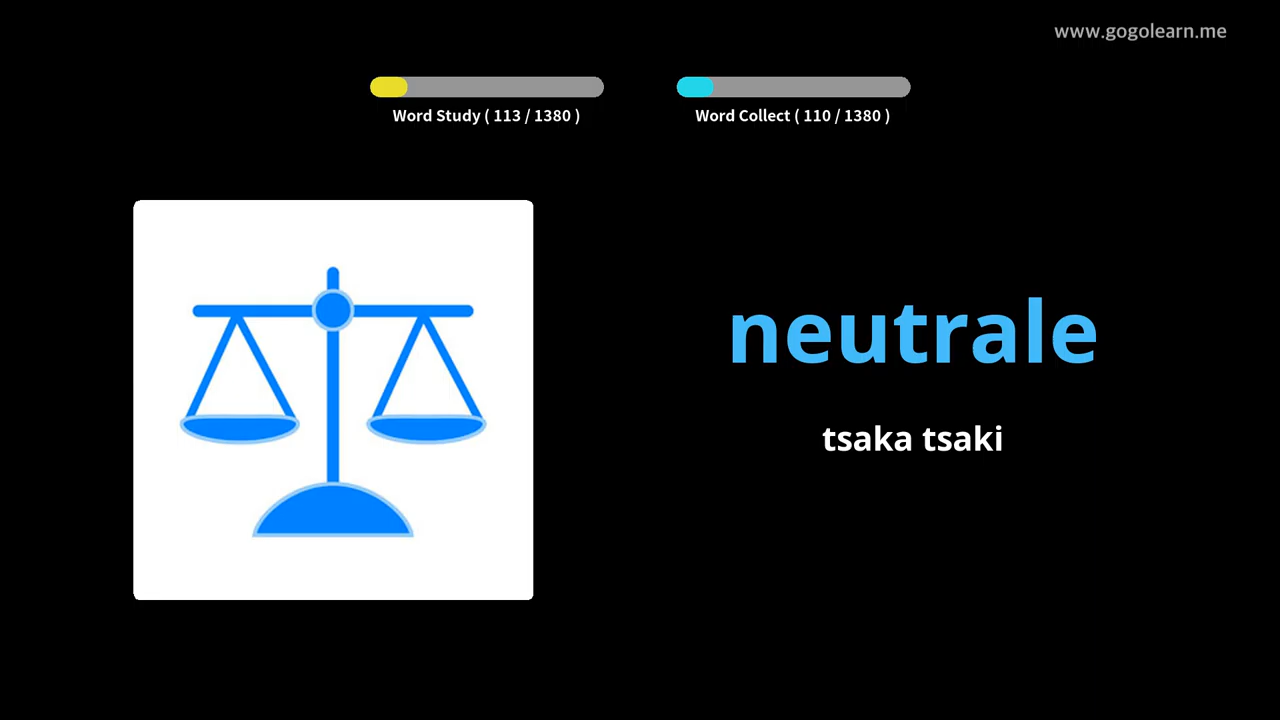 www.gogolearn.me
Word Study ( 113 / 1380 )
Word Collect ( 110 / 1380 )
neutrale
tsaka tsaki